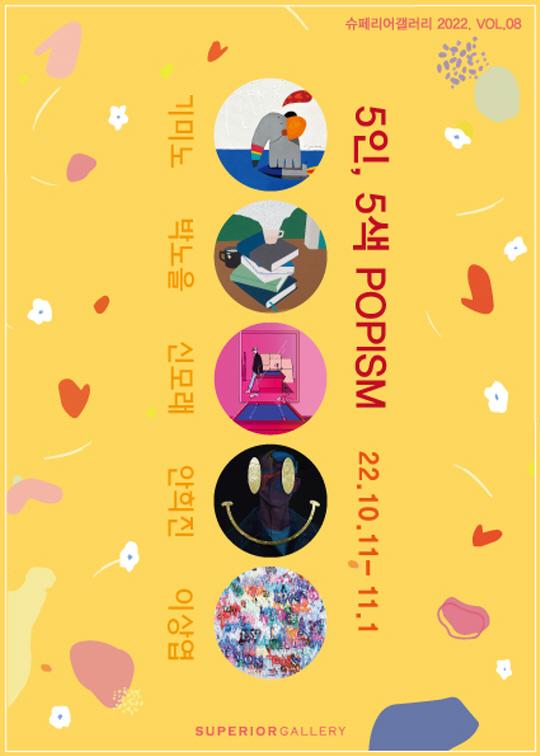 슈페리어갤러리 2022. VOL.08
5인, 5색 POPISM
22.10.11- 11.1
기미노
박노을
신모래
안희진
이상엽
SUPERIORGALLERY